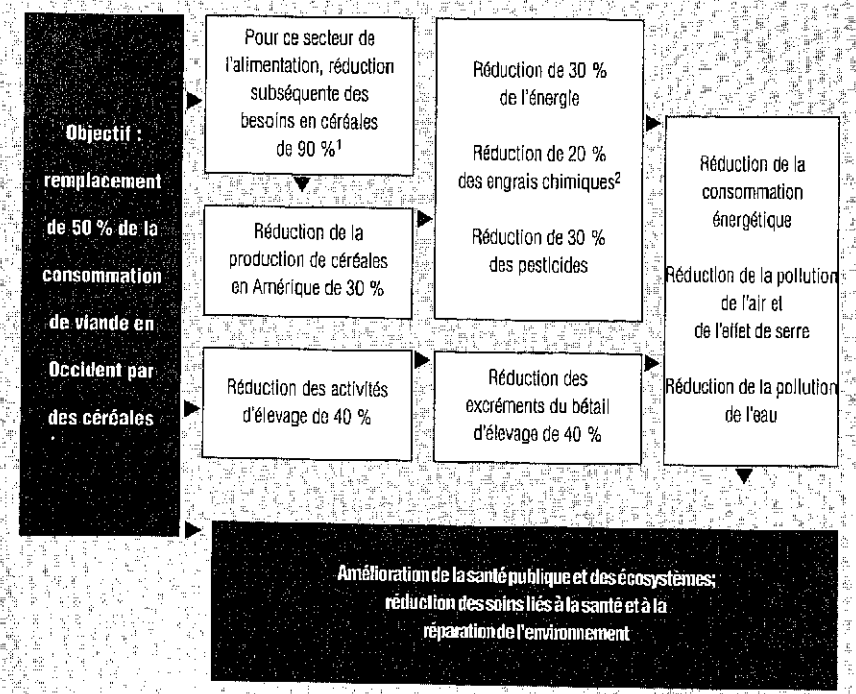 Objectif :
remplacement
de 50 % de la
consommation
de viande en
Occident par
des céréales
Pour ce secteur de
l'alimentation, réduction
subséquente des
besoins en céréales
de 90 %¹
Réduction de la
production de céréales
en Amérique de 30 %
Réduction des activités
d'élevage de 40 %
Réduction de 30 %
de l'énergie
Réduction de 20 %
des engrais chimiques²
Réduction de 30 %
des pesticides
Réduction des
excréments du bétail
d'élevage de 40 %
Réduction de la
consommation
énergétique
Réduction de la pollution
de l'air et
de l'effet de serre
Réduction de la pollution
de l'eau
Amélioration de la santé publique et des écosystèmes;
réduction des soins liés à la santé et à la
réparation de l'environnement